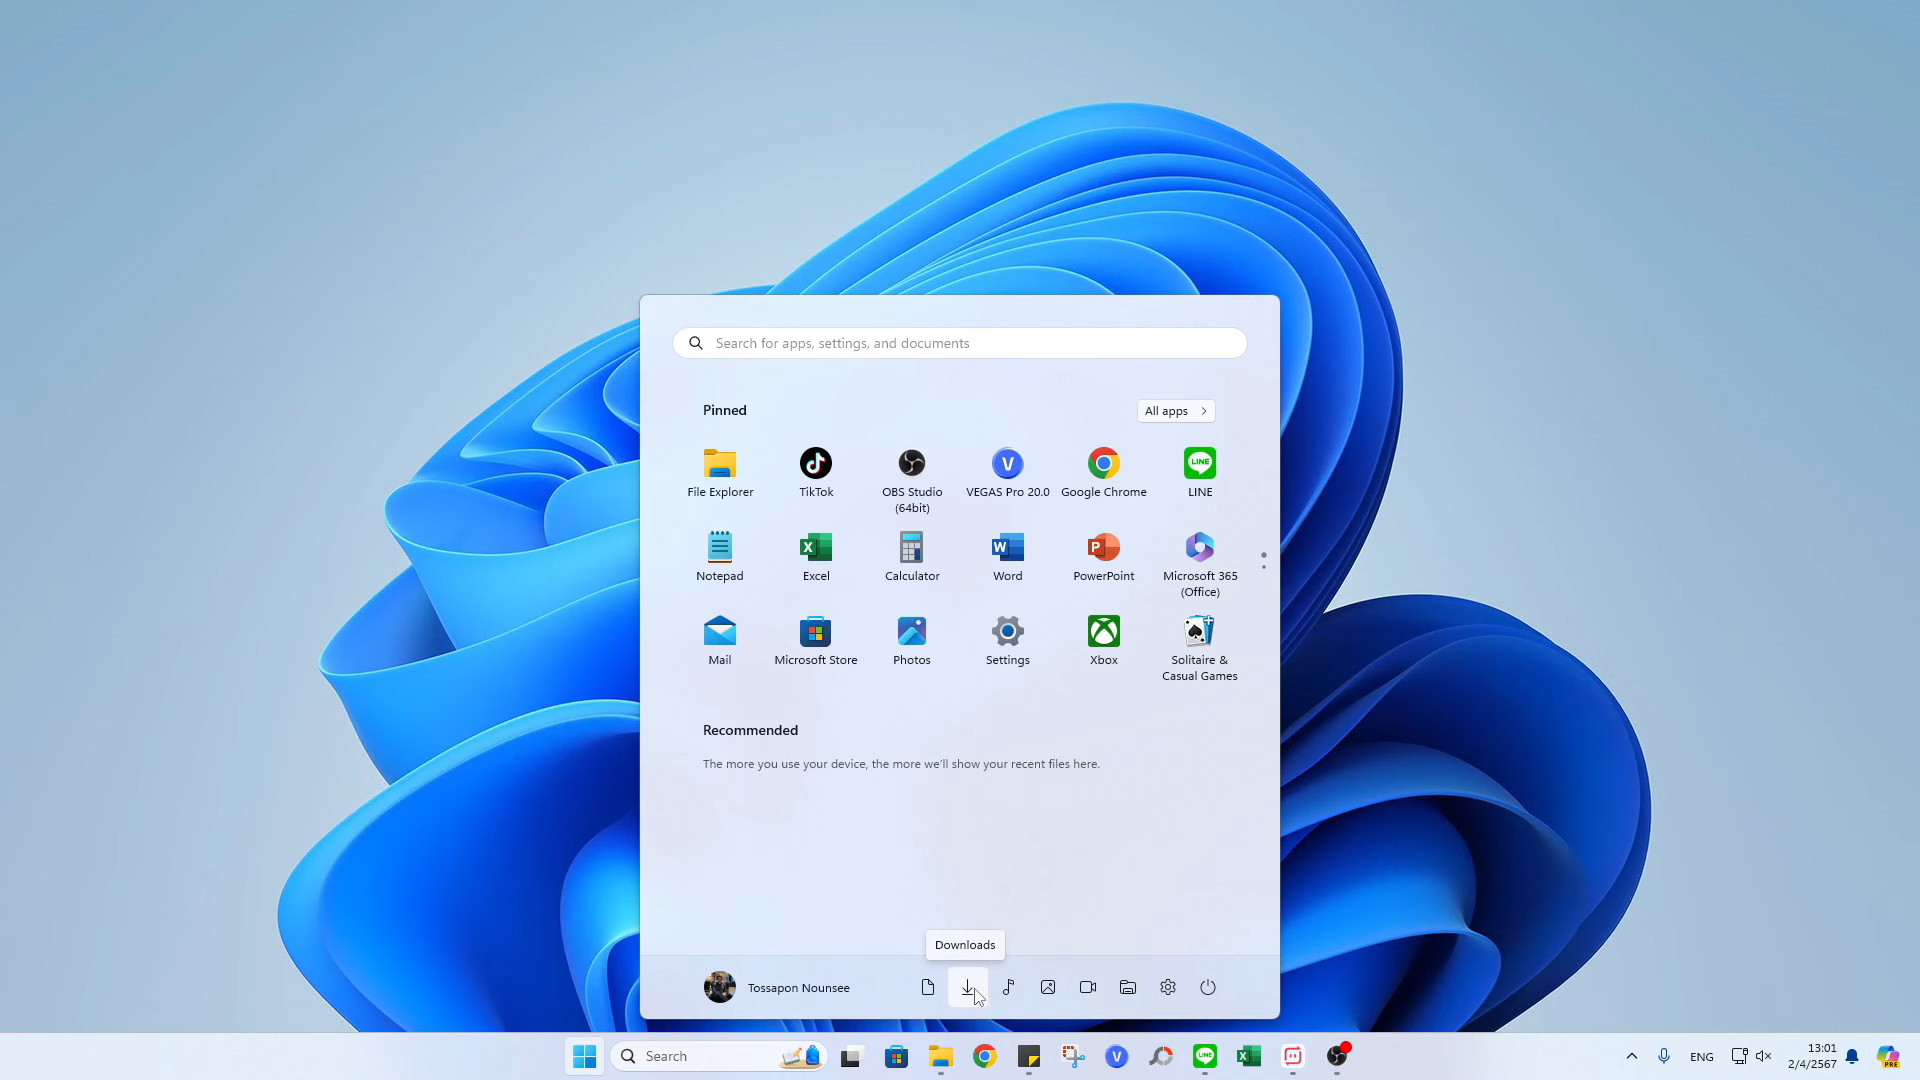 Search for apps, settings, and documents
Pinned
All apps
File Explorer
TikTok
OBS Studio
(64bit)
VEGAS Pro 20.0
Google Chrome
LINE
Notepad
Excel
Calculator
Word
PowerPoint
Microsoft 365
(Office)
Mail
Microsoft Store
Photos
Settings
Xbox
Solitaire &
Casual Games
Recommended
The more you use your device, the more we'll show your recent files here.
Downloads
Tossapon Nounsee
Search
ENG
13:01
2/4/2567